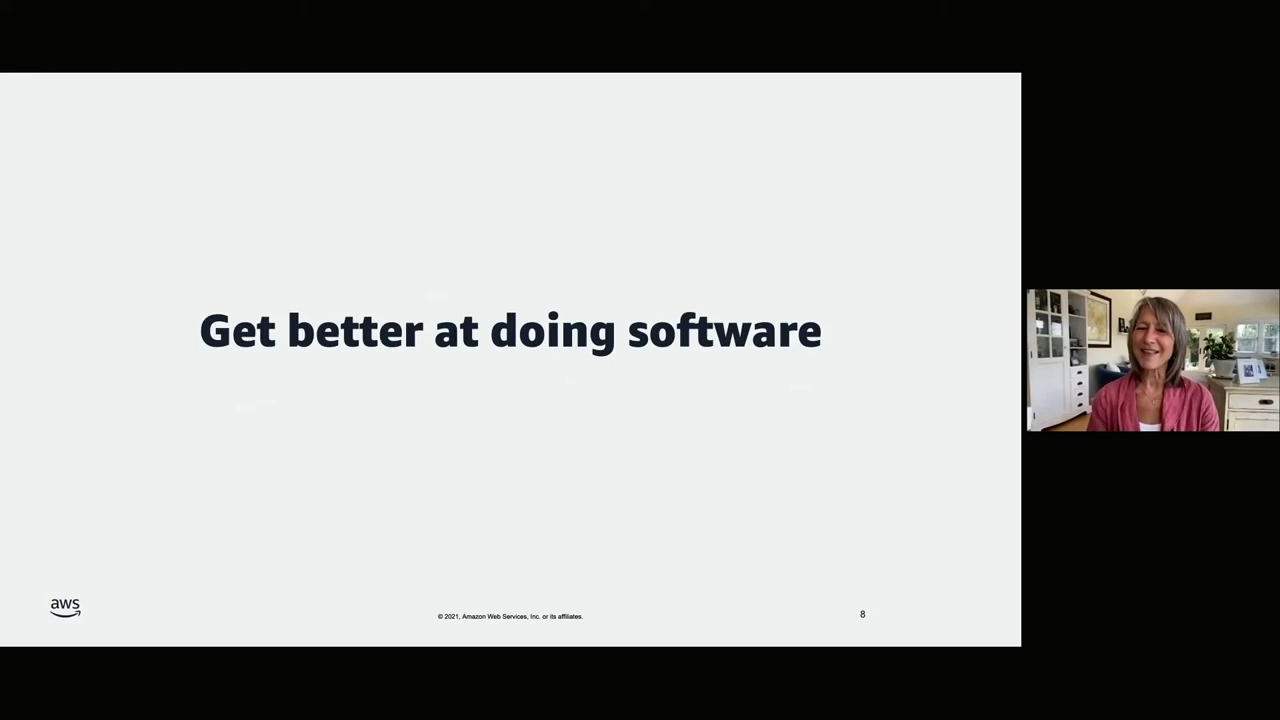 Get better at doing software
aws
© 2021, Amazon Web Services, Inc. or its affiliates.
8